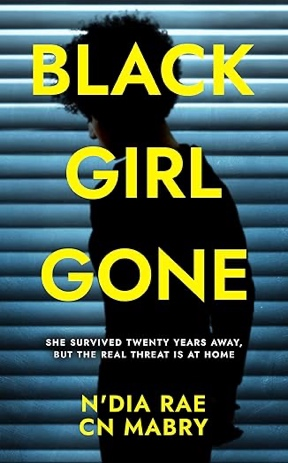 BLACK
GIRL
GONE
SHE SURVIVED TWENTY YEARS AWAY,
BUT THE REAL THREAT IS AT HOME
N'DIA RAE
CN MABRY